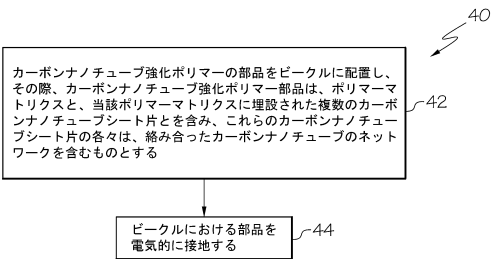 40
カーボンナノチューブ強化ポリマーの部品をビークルに配置し、
その際、カーボンナノチューブ強化ポリマー部品は、ポリマーマ
トリクスと、当該ポリマーマトリクスに埋設された複数のカーボ
ンナノチューブシート片とを含み、これらのカーボンナノチュー
ブシート片の各々は、絡み合ったカーボンナノチューブのネット
ワークを含むものとする
42
ビークルにおける部品を
電気的に接地する
44